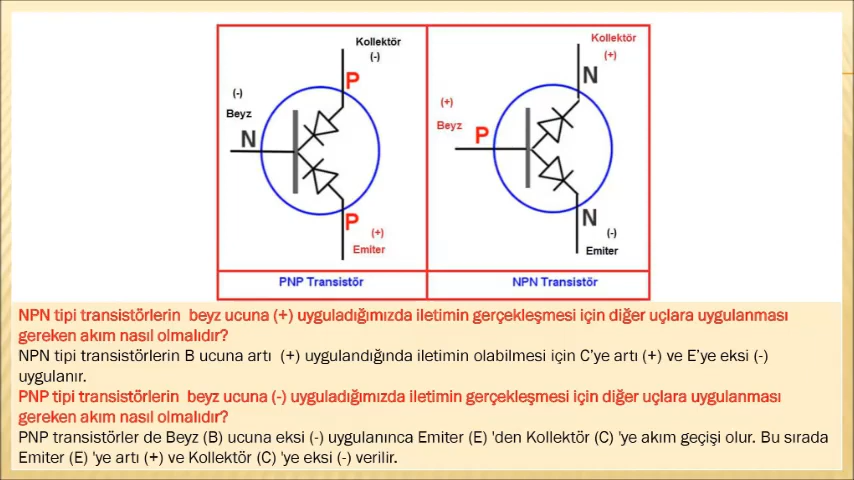 Kollektör
(-)
P
(-)
Beyz
N
P
(+)
Emiter
PNP Transistör
Kollektör
(+)
N
(+)
Beyz
P
N
(-)
Emiter
NPN Transistör
NPN tipi transistörlerin beyz ucuna (+) uyguladığımızda iletimin gerçekleşmesi için diğer uçlara uygulanması
gereken akım nasıl olmalıdır?
NPN tipi transistörlerin B ucuna artı (+) uygulandığında iletimin olabilmesi için C’ye artı (+) ve E’ye eksi (-)
uygulanır.
PNP tipi transistörlerin beyz ucuna (-) uyguladığımızda iletimin gerçekleşmesi için diğer uçlara uygulanması
gereken akım nasıl olmalıdır?
PNP transistörler de Beyz (B) ucuna eksi (-) uygulanınca Emiter (E) 'den Kollektör (C) 'ye akım geçişi olur. Bu sırada
Emiter (E) 'ye artı (+) ve Kollektör (C) 'ye eksi (-) verilir.